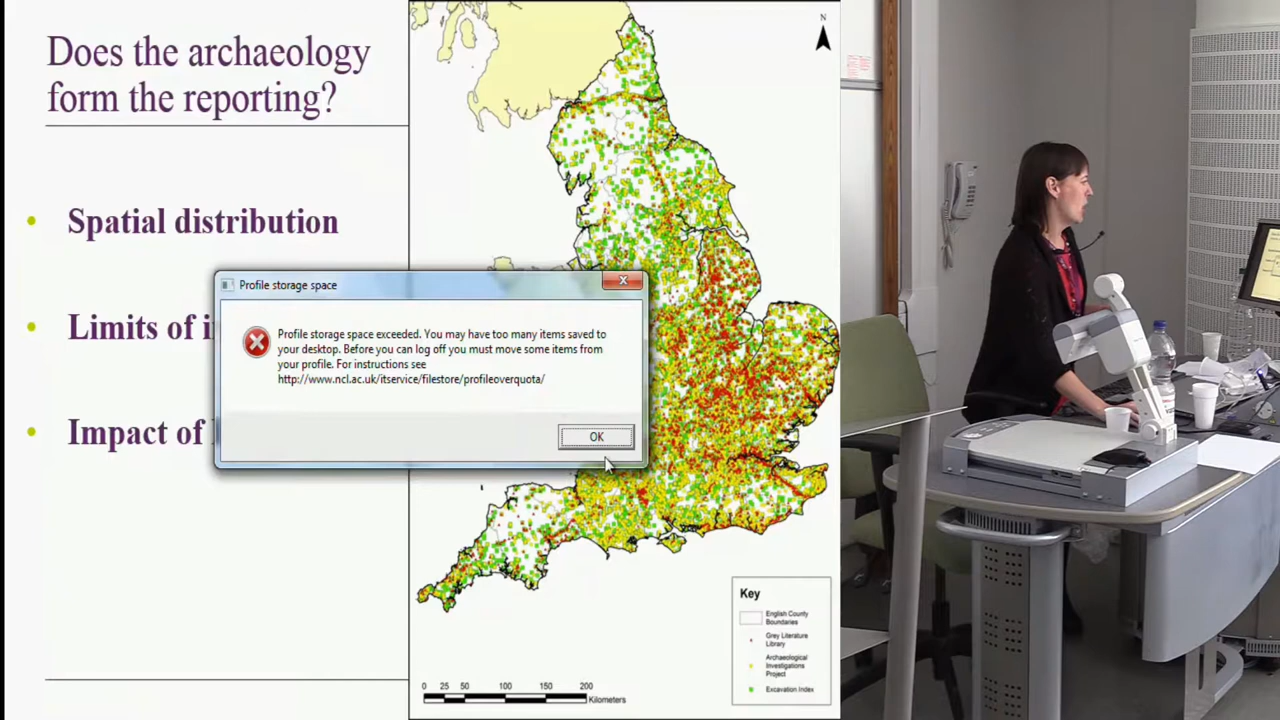 Does the archaeology
form the reporting?
• Spatial distribution
• Limits of i
• Impact of
Profile storage space
Profile storage space exceeded. You may have too many items saved to
your desktop. Before you can log off you must move some items from
your profile. For instructions see
http://www.ncl.ac.uk/itservice/filestore/profileoverquota/
OK
N
Key
English County
Boundaries
Grey Literature
Library
Archaeological
Investigations
Project
Excavation Index
0 25 50 100 150 200
Kilometers